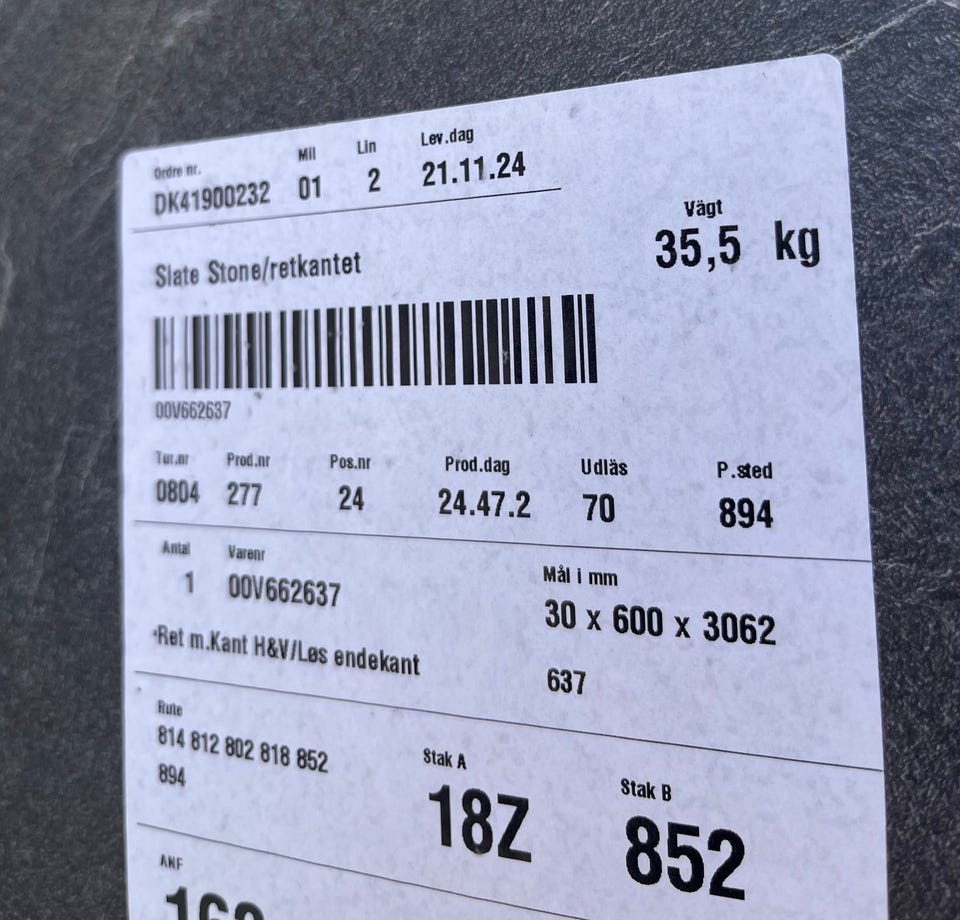 Ordre nr. Mil Lin Lev.dag
DK41900232 01 2 21.11.24
Vägt
35,5 kg
Slate Stone/retkantet
00V662637
Tur.nr Prod.nr Pos.nr Prod.dag Udläs P.sted
0804 277 24 24.47.2 70 894
Antal Varenr Mål i mm
1 00V662637 30 x 600 x 3062
*Ret m.Kant H&V/Løs endekant 637
Rute Stak A Stak B
814 812 802 818 852
894 18Z 852
ANF